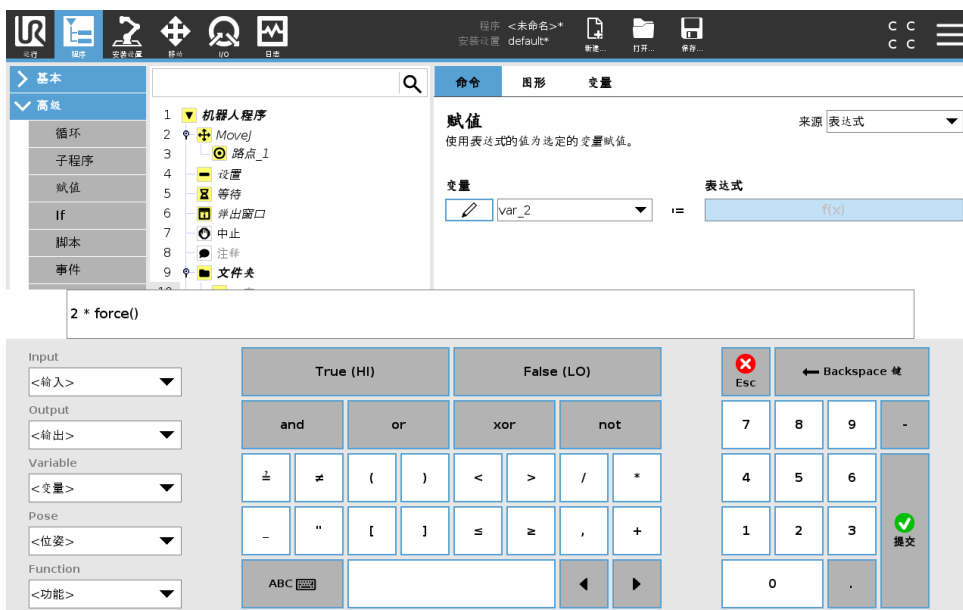 UR
运行
程序
安装设置
移动
I/O
日志
程序 <未命名>*
安装设置 default*
新建...
打开...
保存...
C C
C C
基本
高级
循环
子程序
赋值
If
脚本
事件
1 机器人程序
2 MoveJ
3 路点_1
4 设置
5 等待
6 弹出窗口
7 中止
8 注释
9 文件夹
命令 图形 变量
赋值
来源 表达式
使用表达式的值为选定的变量赋值。
变量 表达式
var_2 := f(x)
2 * force()
Input
<输入>
Output
<输出>
Variable
<变量>
Pose
<位姿>
Function
<功能>
True (HI) False (LO)
and or xor not
≟ ≠ ( ) < > / *
_ " [ ] ≤ ≥ , +
ABC
Esc Backspace 键
7 8 9 -
4 5 6
1 2 3 提交
0 .